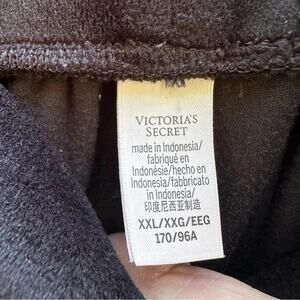 VICTORIA'S
SECRET
made in Indonesia/
fabriqué en
Indonésie/hecho en
Indonesia/fabbricato
in Indonesia/
印度尼西亚制造
XXL/XXG/EEG
170/96A